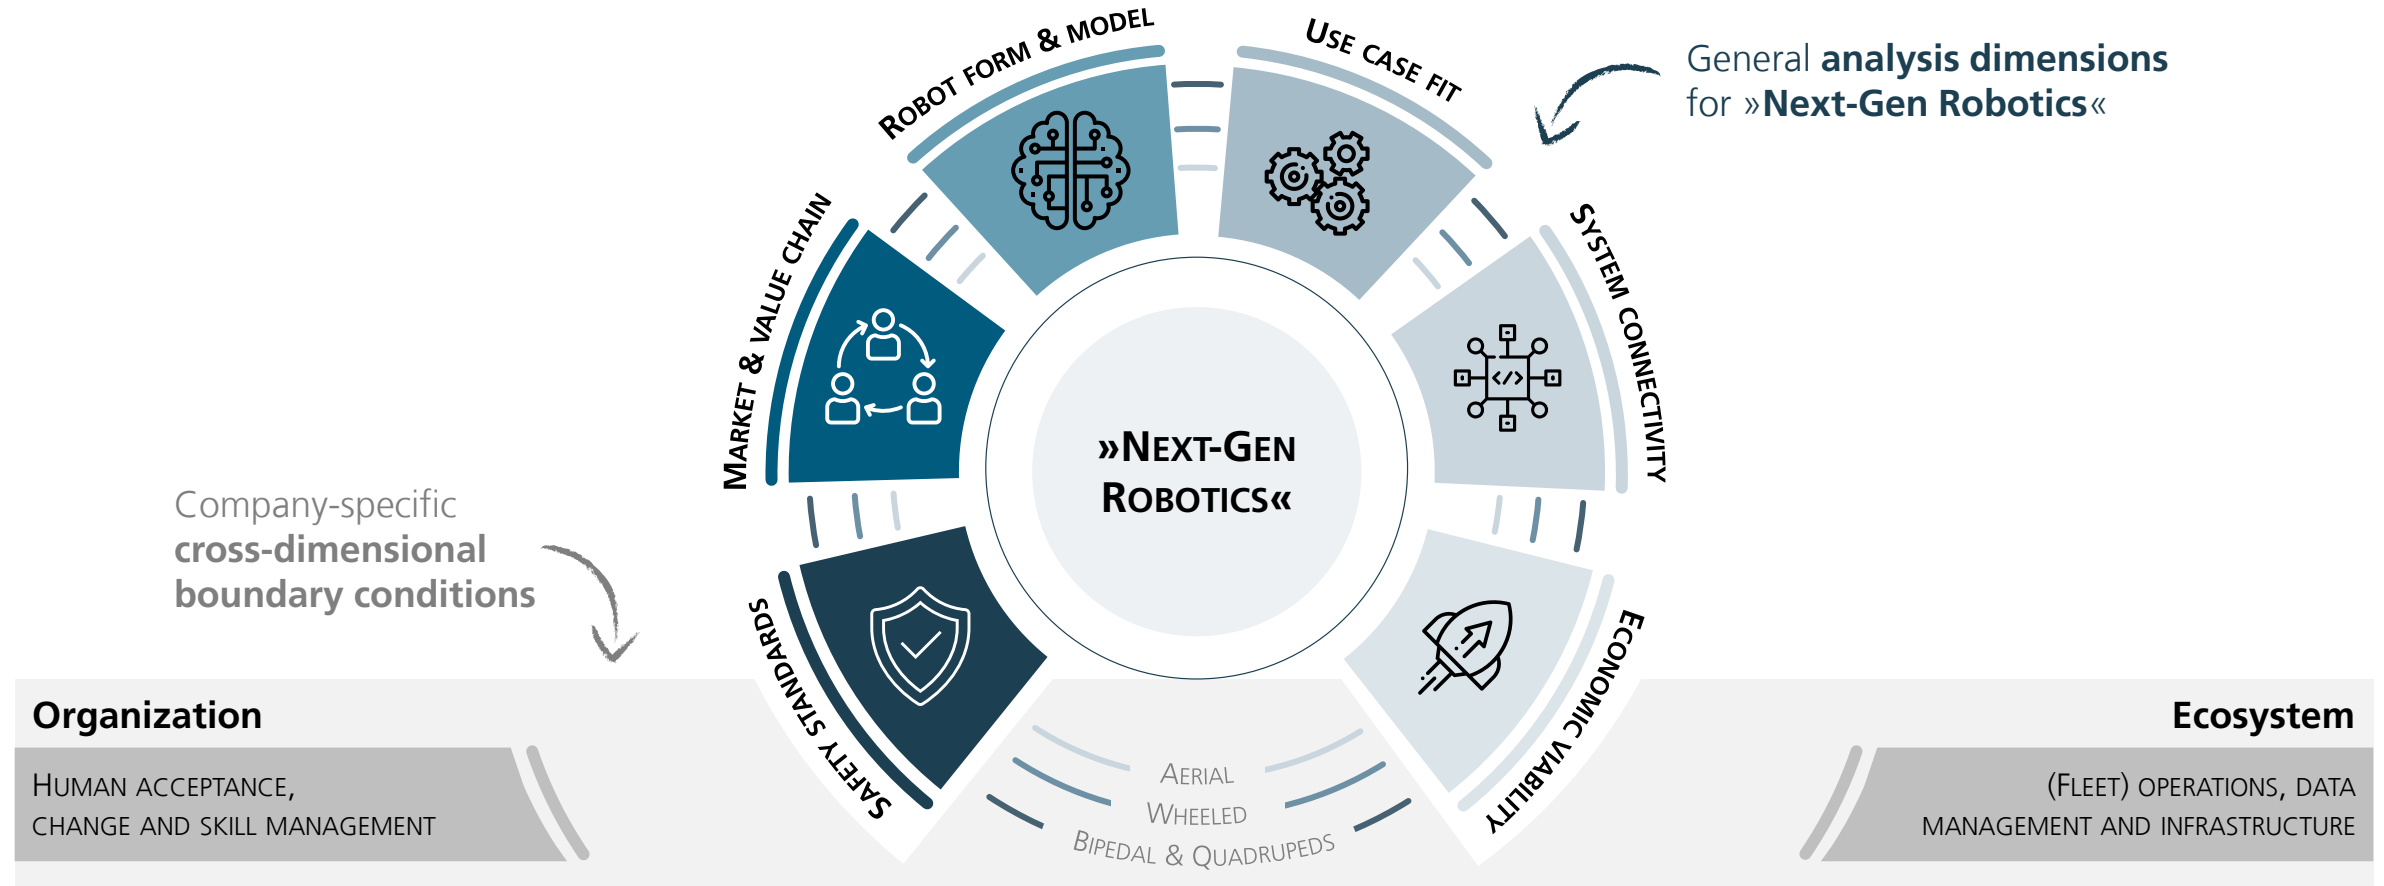 ROBOT FORM & MODEL
USE CASE FIT
General analysis dimensions
for »Next-Gen Robotics«
MARKET & VALUE CHAIN
SYSTEM CONNECTIVITY
</>
»NEXT-GEN
ROBOTICS«
Company-specific
cross-dimensional
boundary conditions
SAFETY STANDARDS
ECONOMIC VIABILITY
Organization
HUMAN ACCEPTANCE,
CHANGE AND SKILL MANAGEMENT
AERIAL
WHEELED
BIPEDAL & QUADRUPEDS
Ecosystem
(FLEET) OPERATIONS, DATA
MANAGEMENT AND INFRASTRUCTURE